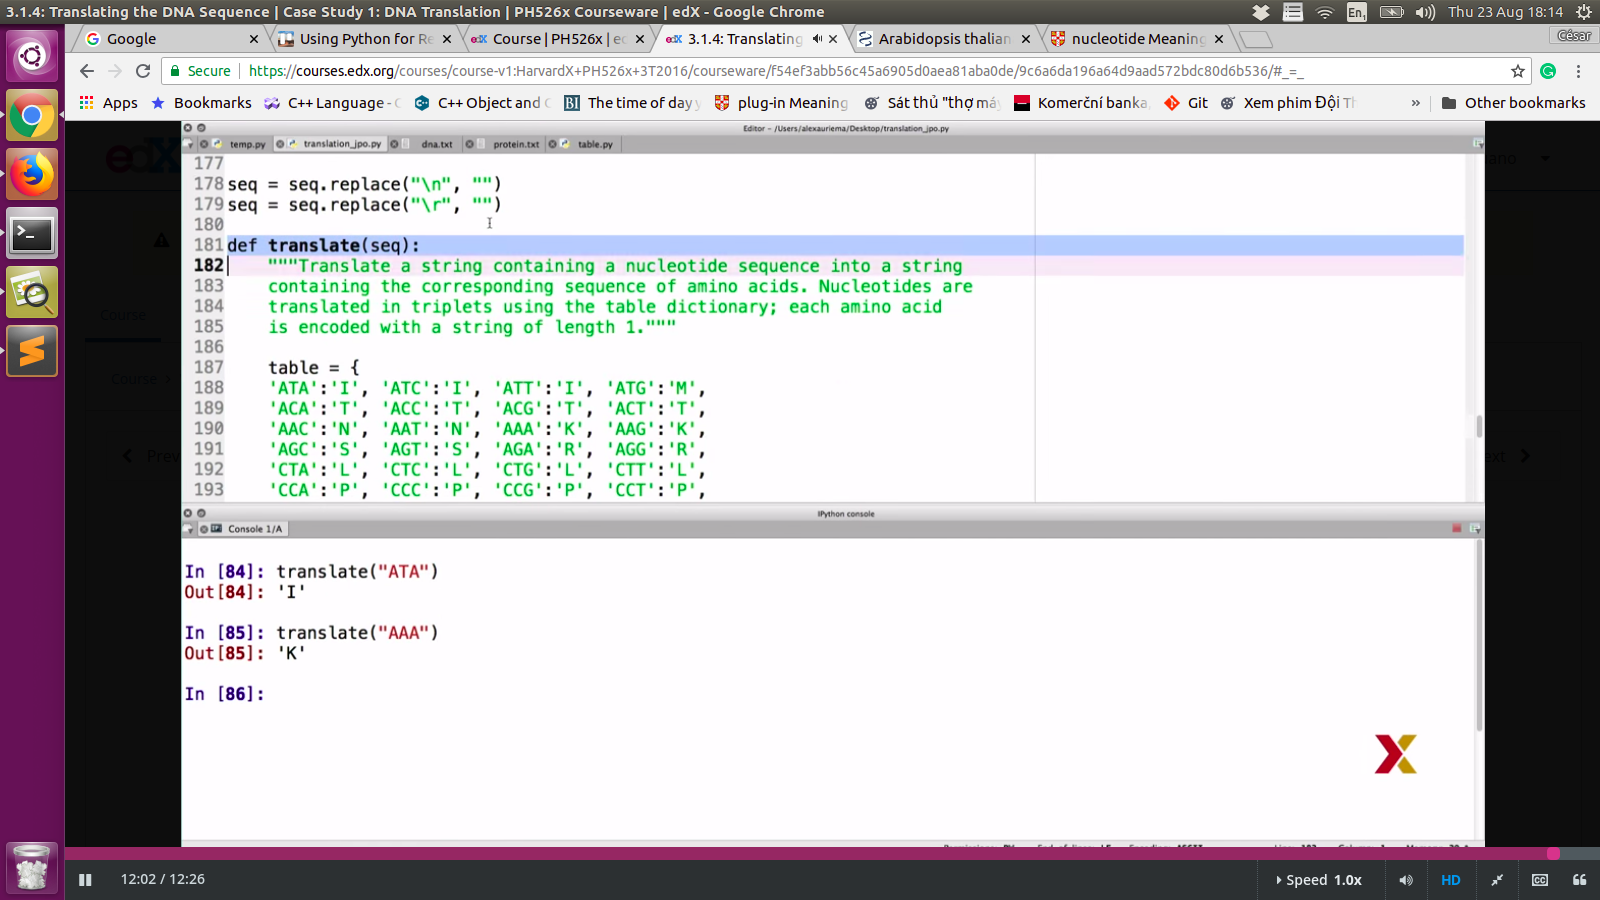 3.1.4: Translating the DNA Sequence | Case Study 1: DNA Translation | PH526x Courseware | edX - Google Chrome
En1
Thu 23 Aug 18:14
Google
Using Python for Re
Course | PH526x | e
3.1.4: Translating
Arabidopsis thalian
nucleotide Meaning
César
Secure
https://courses.edx.org/courses/course-v1:HarvardX+PH526x+3T2016/courseware/f54ef3abb56c45a6905d0aea81aba0de/9c6a6da196a64d9aad572bdc80d6b536/#_=_
Apps
Bookmarks
C++ Language -
C++ Object and
The time of day
plug-in Meaning
Sát thủ "thợ má
Komerční banka
Git
Xem phim Đội T
»
Other bookmarks
Editor – /Users/alexauriema/Desktop/translation_jpo.py
temp.py
translation_jpo.py
dna.txt
protein.txt
table.py
177
178 seq = seq.replace("\n", "")
179 seq = seq.replace("\r", "")
180
181 def translate(seq):
182 """Translate a string containing a nucleotide sequence into a string
183 containing the corresponding sequence of amino acids. Nucleotides are
184 translated in triplets using the table dictionary; each amino acid
185 is encoded with a string of length 1."""
186
187 table = {
188 'ATA':'I', 'ATC':'I', 'ATT':'I', 'ATG':'M',
189 'ACA':'T', 'ACC':'T', 'ACG':'T', 'ACT':'T',
190 'AAC':'N', 'AAT':'N', 'AAA':'K', 'AAG':'K',
191 'AGC':'S', 'AGT':'S', 'AGA':'R', 'AGG':'R',
192 'CTA':'L', 'CTC':'L', 'CTG':'L', 'CTT':'L',
193 'CCA':'P', 'CCC':'P', 'CCG':'P', 'CCT':'P',
Course
Course >
Prev
IPython console
Console 1/A
In [84]: translate("ATA")
Out[84]: 'I'
In [85]: translate("AAA")
Out[85]: 'K'
In [86]:
X
12:02 / 12:26
Speed 1.0x
HD
CC